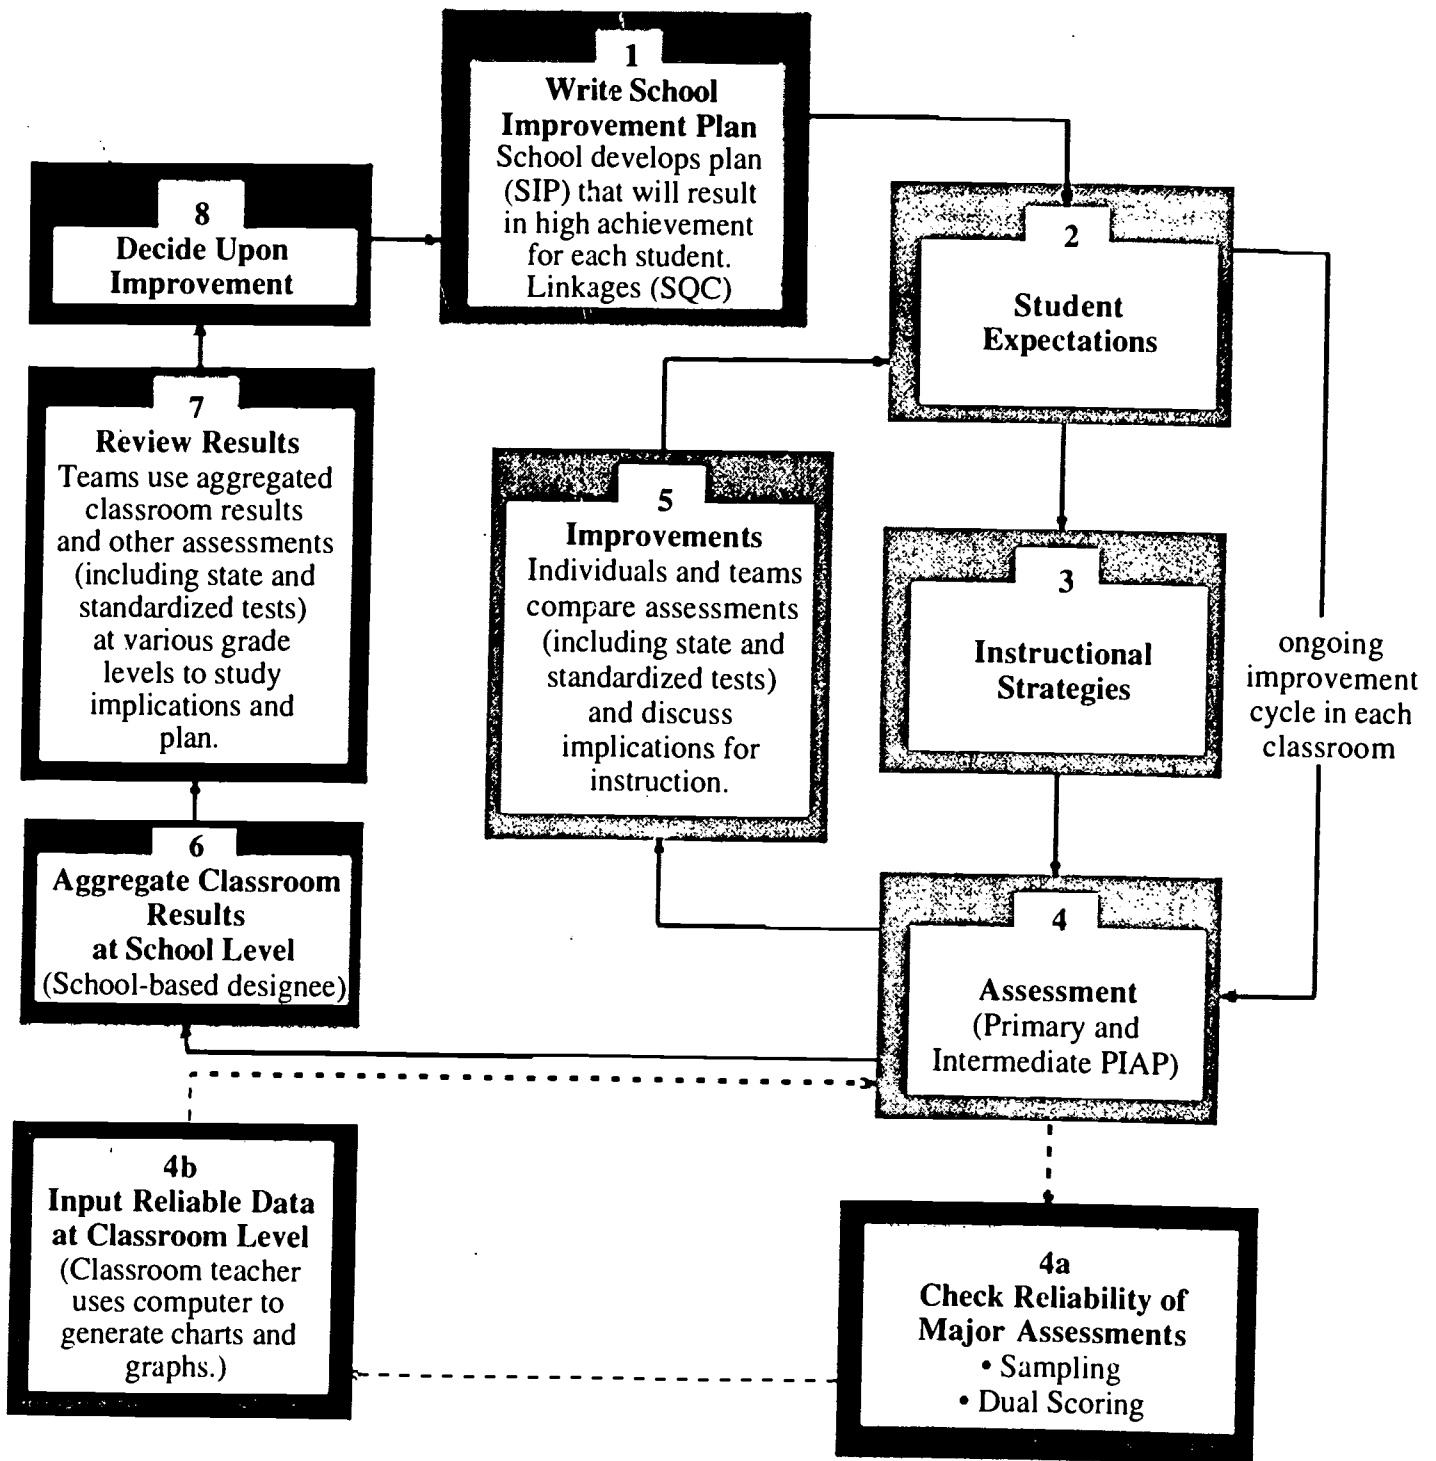 1
Write School
Improvement Plan
School develops plan
(SIP) that will result
in high achievement
for each student.
Linkages (SQC)
2
Student
Expectations
3
Instructional
Strategies
ongoing
improvement
cycle in each
classroom
4
Assessment
(Primary and
Intermediate PIAP)
4a
Check Reliability of
Major Assessments
• Sampling
• Dual Scoring
4b
Input Reliable Data
at Classroom Level
(Classroom teacher
uses computer to
generate charts and
graphs.)
5
Improvements
Individuals and teams
compare assessments
(including state and
standardized tests)
and discuss
implications for
instruction.
6
Aggregate Classroom
Results
at School Level
(School-based designee)
7
Review Results
Teams use aggregated
classroom results
and other assessments
(including state and
standardized tests)
at various grade
levels to study
implications and
plan.
8
Decide Upon
Improvement